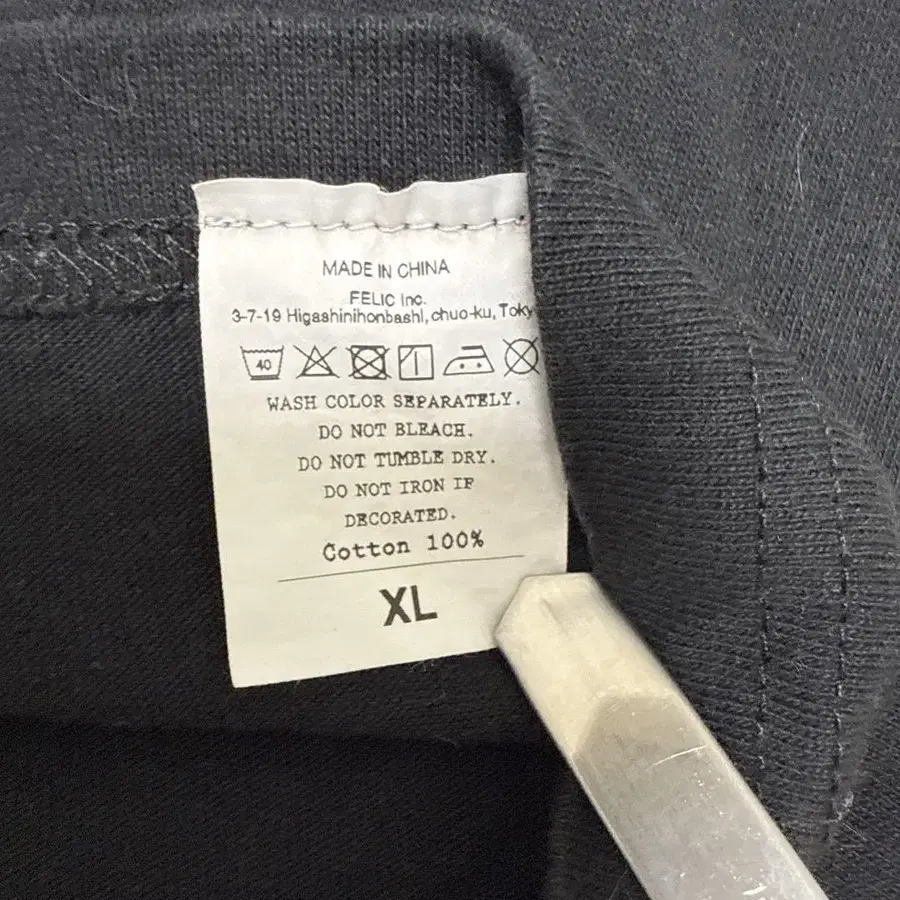 MADE IN CHINA
FELIC Inc.
3-7-19 Higashinihonbashi, chuo-ku, Toky
40
WASH COLOR SEPARATELY.
DO NOT BLEACH.
DO NOT TUMBLE DRY.
DO NOT IRON IF
DECORATED.
Cotton 100%
XL